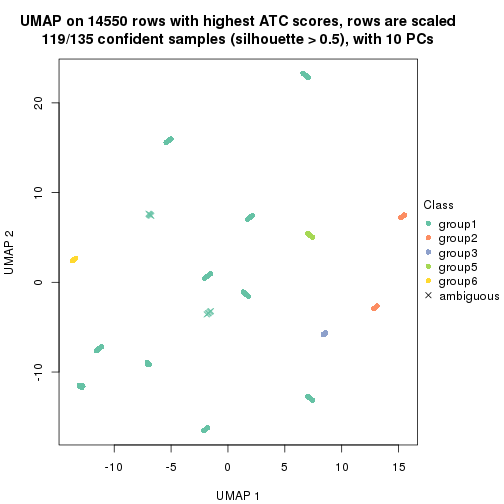 UMAP on 14550 rows with highest ATC scores, rows are scaled
119/135 confident samples (silhouette > 0.5), with 10 PCs
20
10
0
-10
UMAP 2
-10
-5
0
5
10
15
UMAP 1
Class
group1
group2
group3
group5
group6
ambiguous